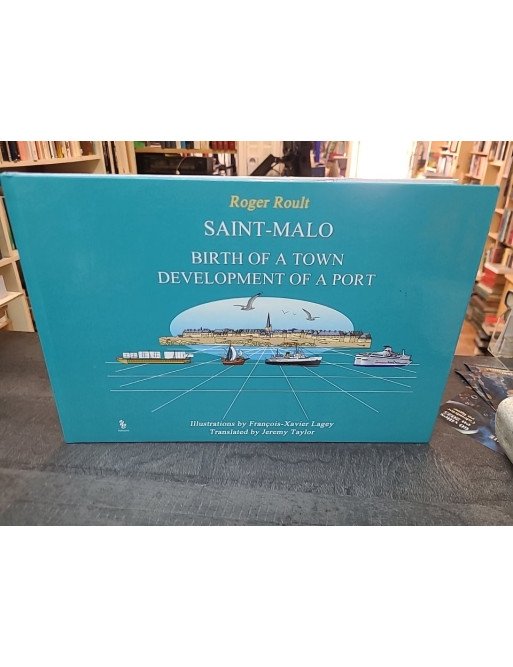 Roger Roult
SAINT-MALO
BIRTH OF A TOWN
DEVELOPMENT OF A PORT
Illustrations by François-Xavier Lagey
Translated by Jeremy Taylor